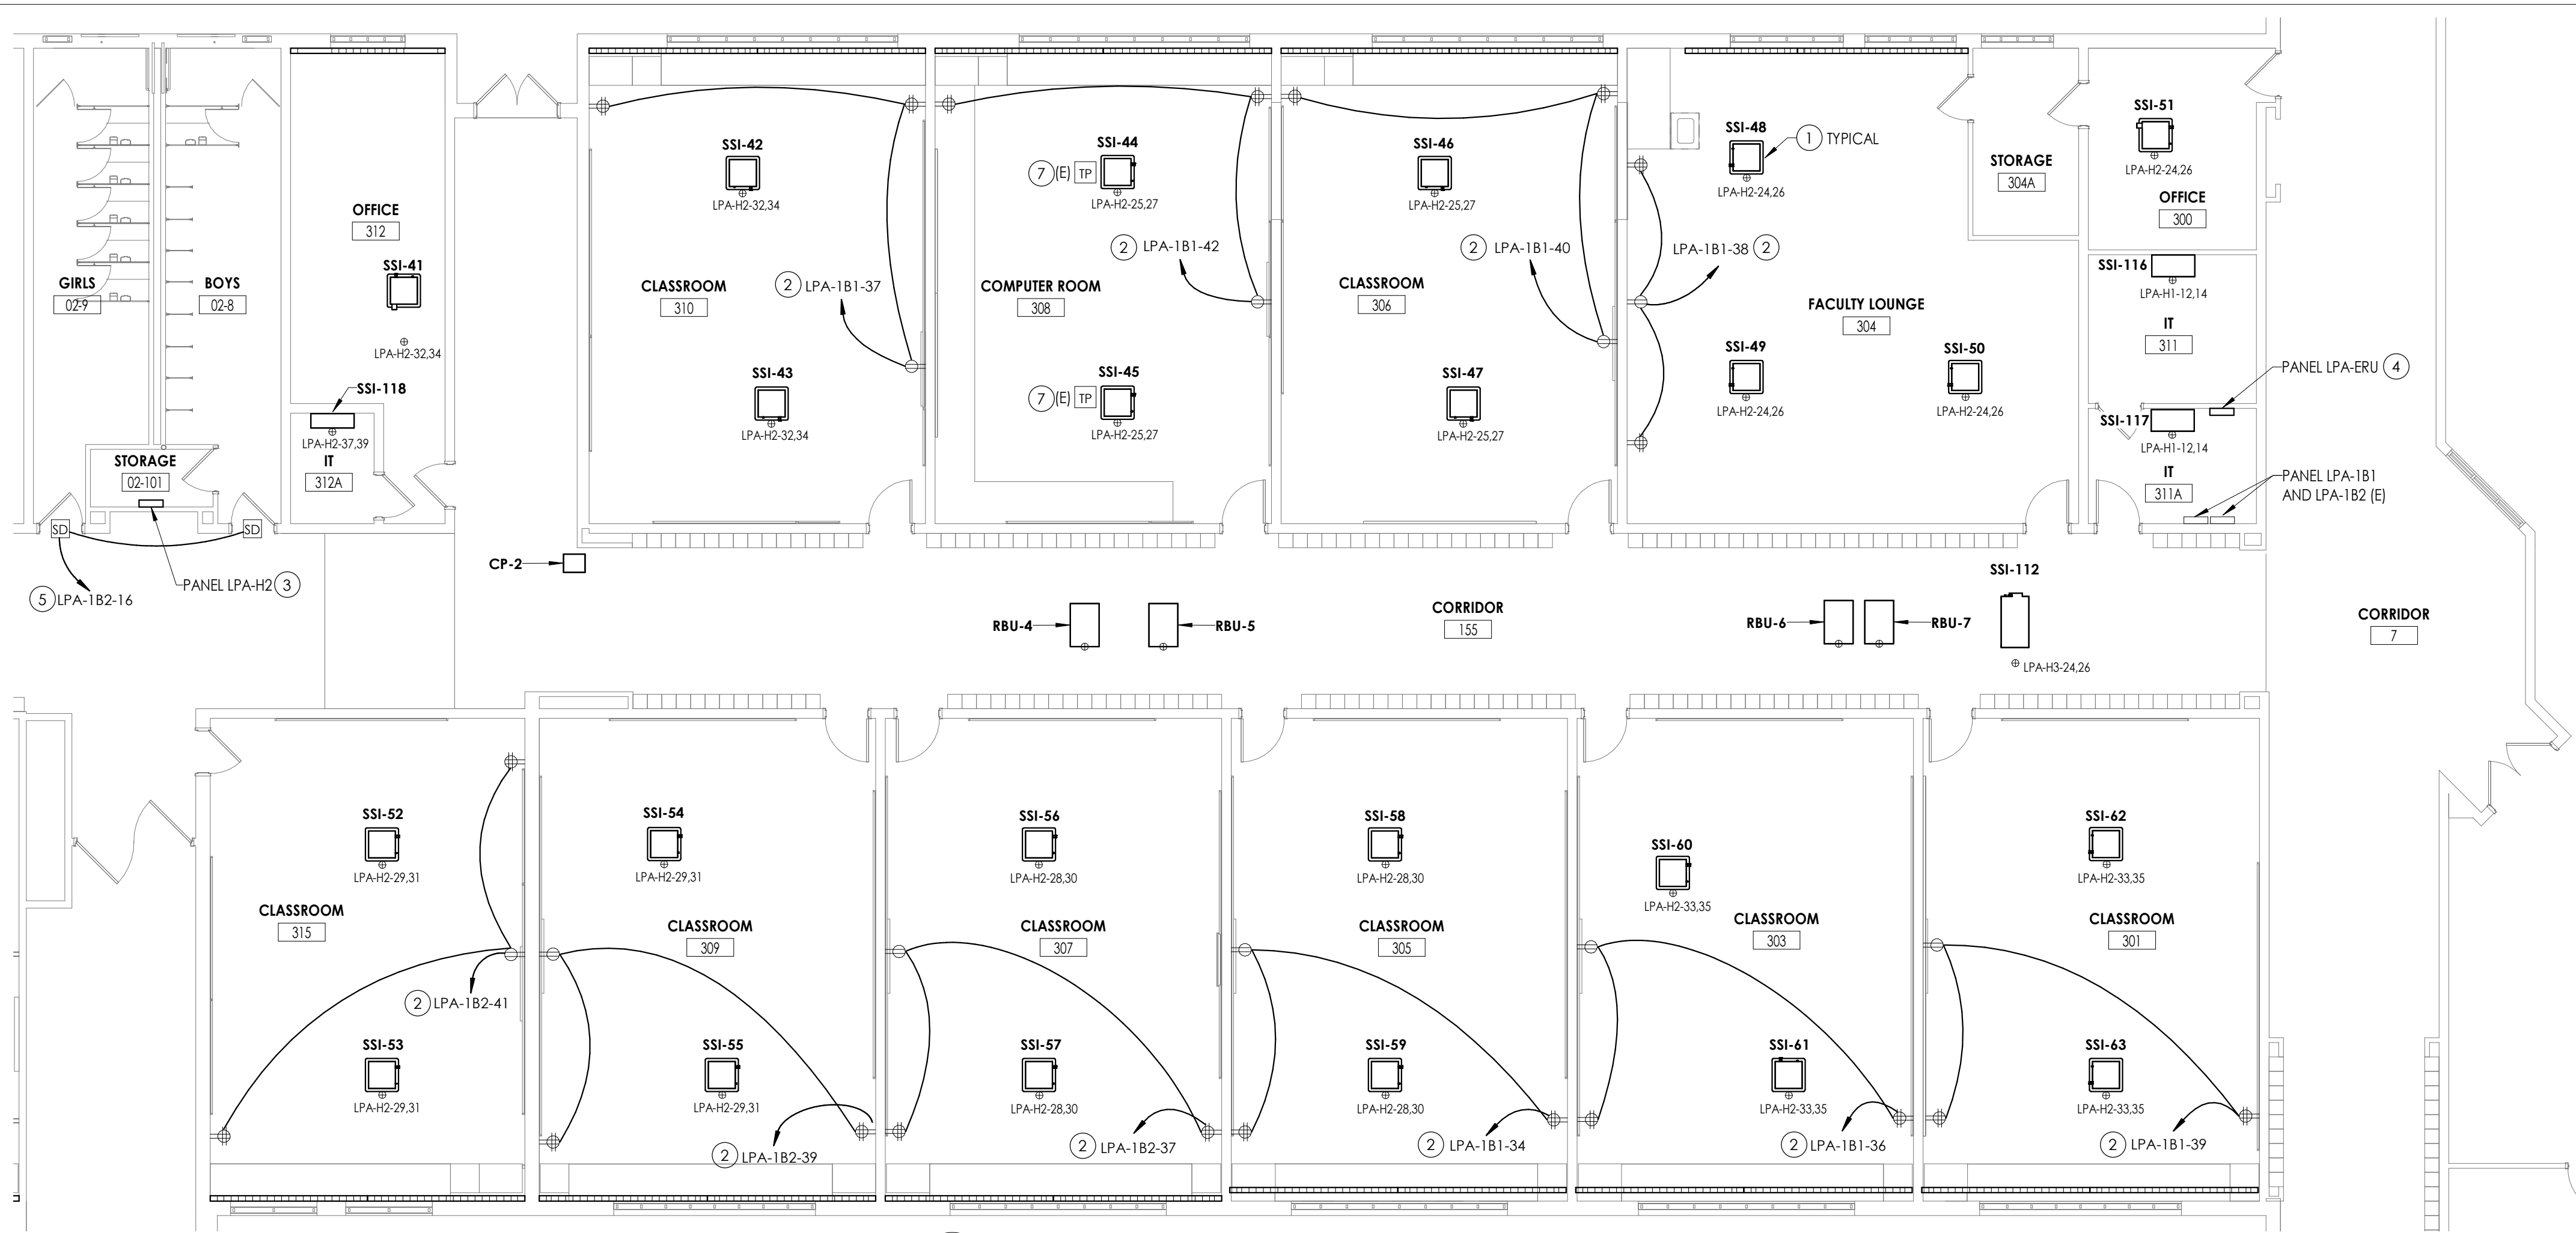 GIRLS
02-9
BOYS
02-8
STORAGE
02-101
SD
SD
5 LPA-1B2-16
PANEL LPA-H2 3
OFFICE
312
SSI-41
LPA-H2-32,34
SSI-118
LPA-H2-37,39
IT
312A
CP-2
SSI-42
LPA-H2-32,34
CLASSROOM
310
2 LPA-1B1-37
SSI-43
LPA-H2-32,34
SSI-44
7 (E) TP
LPA-H2-25,27
2 LPA-1B1-42
COMPUTER ROOM
308
SSI-45
7 (E) TP
LPA-H2-25,27
SSI-46
LPA-H2-25,27
2 LPA-1B1-40
CLASSROOM
306
SSI-47
LPA-H2-25,27
SSI-48
1 TYPICAL
LPA-H2-24,26
LPA-1B1-38 2
FACULTY LOUNGE
304
SSI-49
LPA-H2-24,26
SSI-50
LPA-H2-24,26
STORAGE
304A
SSI-51
LPA-H2-24,26
OFFICE
300
SSI-116
LPA-H1-12,14
IT
311
PANEL LPA-ERU 4
SSI-117
LPA-H1-12,14
IT
311A
PANEL LPA-1B1
AND LPA-1B2 (E)
RBU-4
RBU-5
CORRIDOR
155
RBU-6
RBU-7
SSI-112
LPA-H3-24,26
CORRIDOR
7
SSI-52
LPA-H2-29,31
CLASSROOM
315
2 LPA-1B2-41
SSI-53
LPA-H2-29,31
SSI-54
LPA-H2-29,31
CLASSROOM
309
SSI-55
LPA-H2-29,31
2 LPA-1B2-39
SSI-56
LPA-H2-28,30
CLASSROOM
307
SSI-57
LPA-H2-28,30
2 LPA-1B2-37
SSI-58
LPA-H2-28,30
CLASSROOM
305
SSI-59
LPA-H2-28,30
2 LPA-1B1-34
SSI-60
LPA-H2-33,35
CLASSROOM
303
SSI-61
LPA-H2-33,35
2 LPA-1B1-36
SSI-62
LPA-H2-33,35
CLASSROOM
301
SSI-63
LPA-H2-33,35
2 LPA-1B1-39